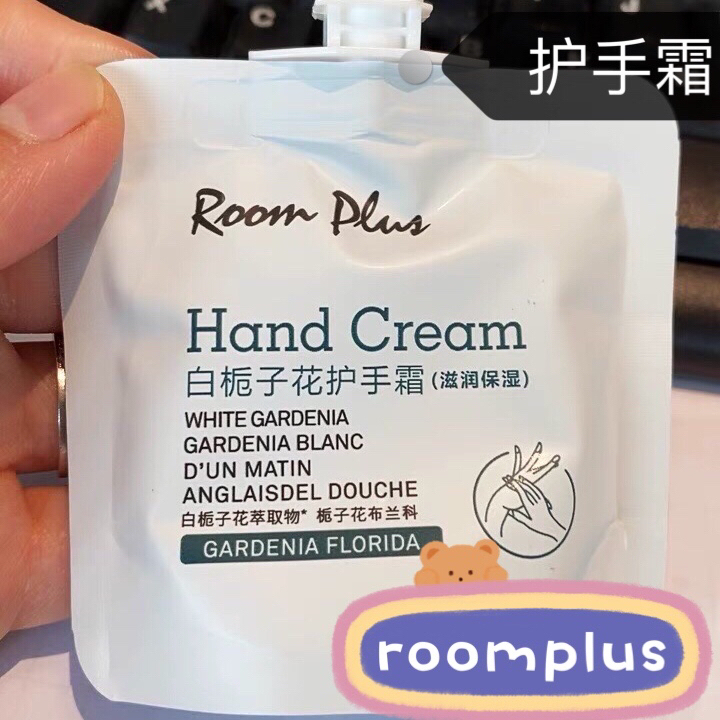 护手霜
Room Plus
Hand Cream
白栀子花护手霜(滋润保湿)
WHITE GARDENIA
GARDENIA BLANC
D'UN MATIN
ANGLAISDEL DOUCHE
白栀子花萃取物* 栀子花布兰科
GARDENIA FLORIDA
roomplus